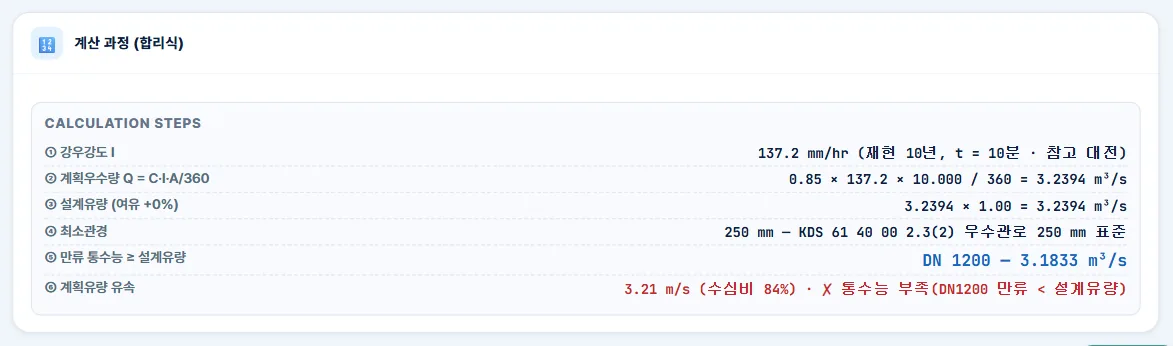 계산 과정 (합리식)
CALCULATION STEPS
① 강우강도 I 137.2 mm/hr (재현 10년, t = 10분 · 참고 대전)
② 계획우수량 Q = C·I·A/360 0.85 × 137.2 × 10.000 / 360 = 3.2394 m³/s
③ 설계유량 (여유 +0%) 3.2394 × 1.00 = 3.2394 m³/s
④ 최소관경 250 mm — KDS 61 40 00 2.3(2) 우수관로 250 mm 표준
⑤ 만류 통수능 ≥ 설계유량 DN 1200 — 3.1833 m³/s
⑥ 계획유량 유속 3.21 m/s (수심비 84%) · ✗ 통수능 부족(DN1200 만류 < 설계유량)